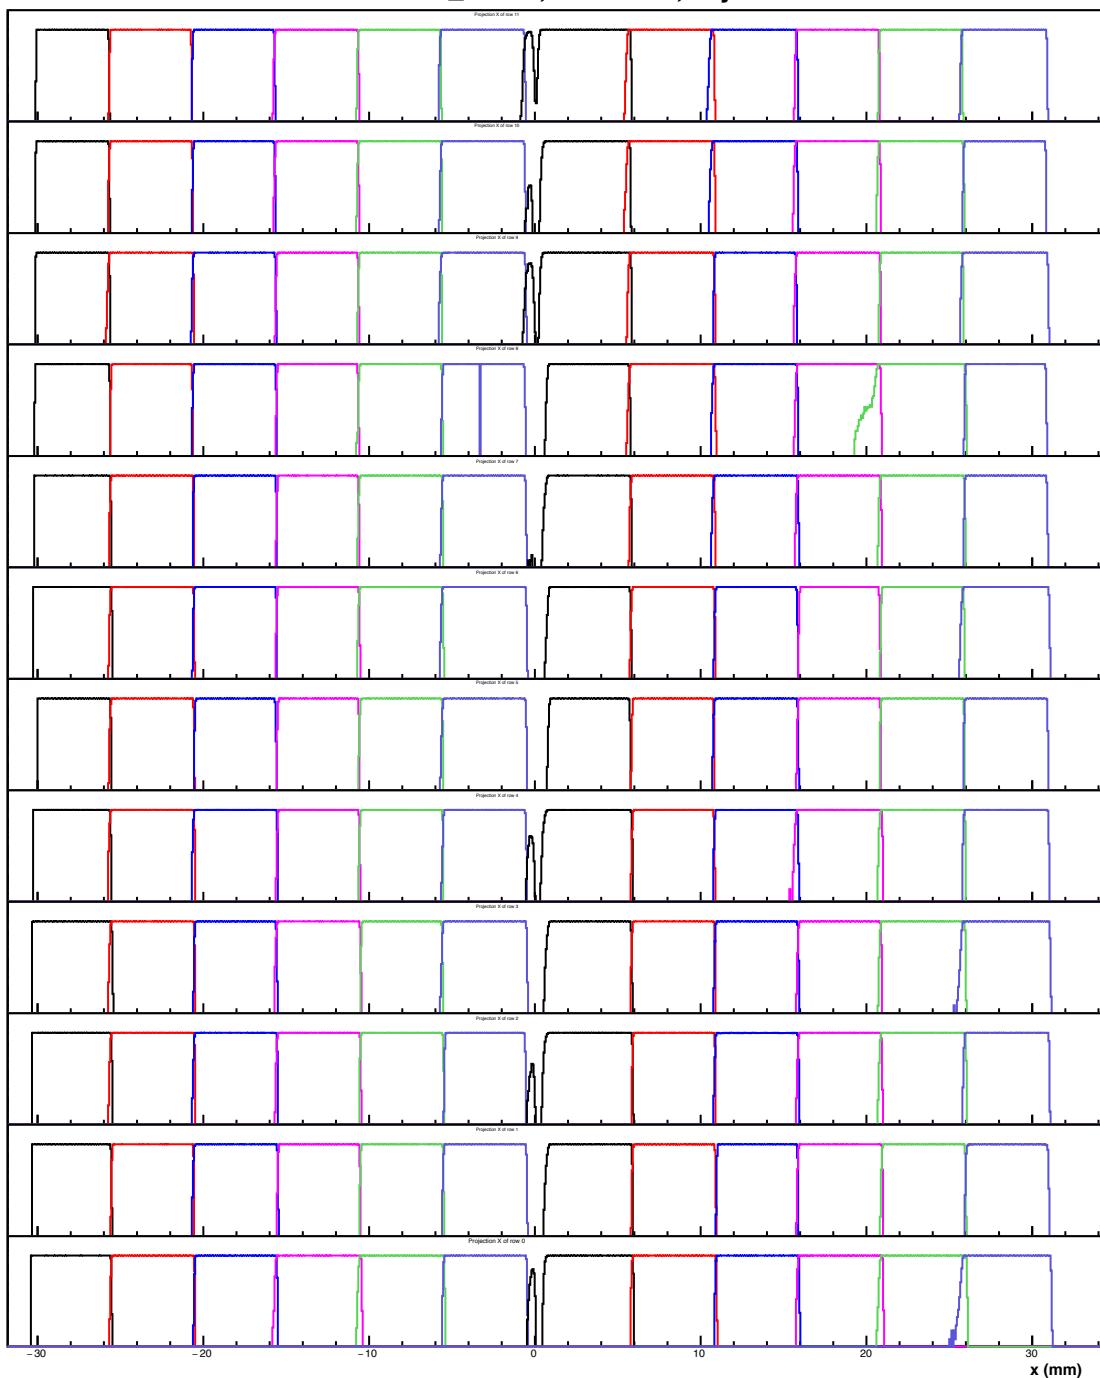 Projection X of row 11
Projection X of row 10
Projection X of row 9
Projection X of row 8
Projection X of row 7
Projection X of row 6
Projection X of row 5
Projection X of row 4
Projection X of row 3
Projection X of row 2
Projection X of row 1
Projection X of row 0
−30 −20 −10 0 10 20 30
x (mm)